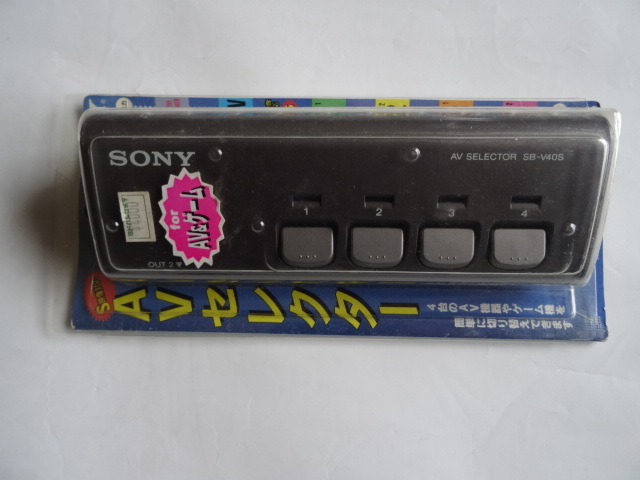 SONY
AV SELECTOR SB-V40S
for
AV&ゲーム
1 2 3 4
OUT 2
AVセレクター
4台のAV機器やゲーム機を
簡単に切り替えできます